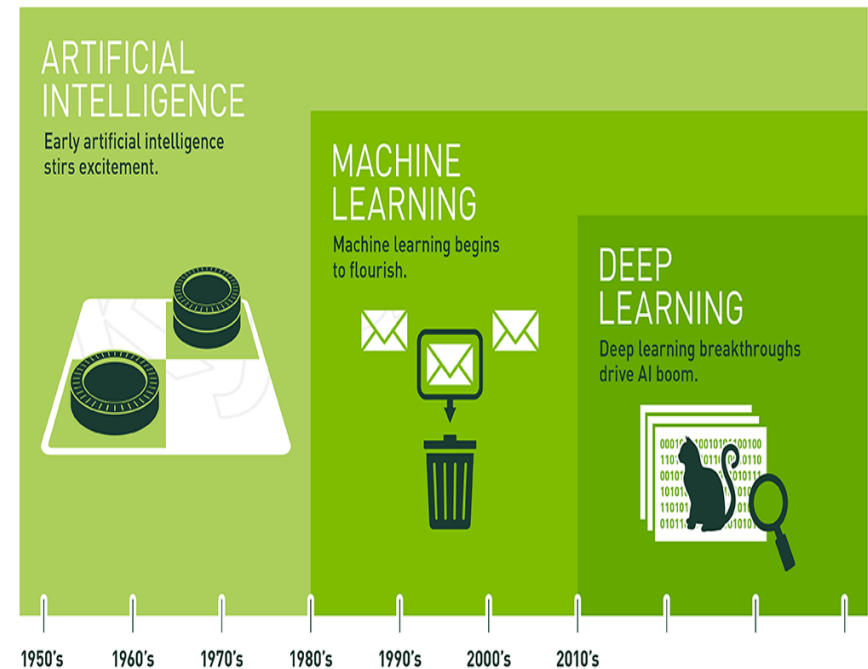 ARTIFICIAL
INTELLIGENCE
Early artificial intelligence
stirs excitement.
MACHINE
LEARNING
Machine learning begins
to flourish.
DEEP
LEARNING
Deep learning breakthroughs
drive AI boom.
1950's 1960's 1970's 1980's 1990's 2000's 2010's